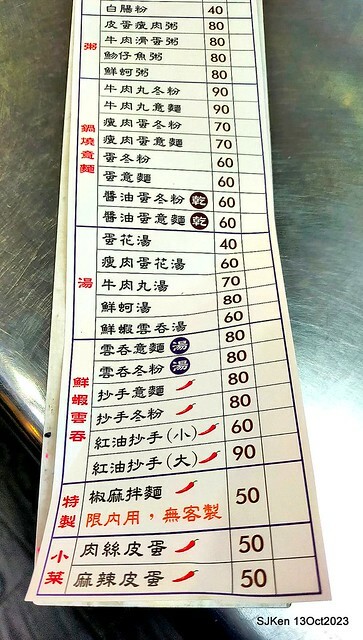 白腸粉 40
粥
皮蛋瘦肉粥 80
牛肉滑蛋粥 80
魩仔魚粥 80
鮮蚵粥 80
鍋燒意麵
牛肉丸冬粉 90
牛肉丸意麵 90
瘦肉蛋冬粉 70
瘦肉蛋意麵 70
蛋冬粉 60
蛋意麵 60
醬油蛋冬粉 乾 60
醬油蛋意麵 乾 60
湯
蛋花湯 40
瘦肉蛋花湯 60
牛肉丸湯 70
鮮蚵湯 80
鮮蝦雲吞湯 60
鮮蝦雲吞
雲吞意麵 湯 80
雲吞冬粉 湯 80
抄手意麵 80
抄手冬粉 80
紅油抄手(小) 60
紅油抄手(大) 90
特製
椒麻拌麵 50
限內用，無客製
小菜
肉絲皮蛋 50
麻辣皮蛋 50
SJKen 13Oct2023